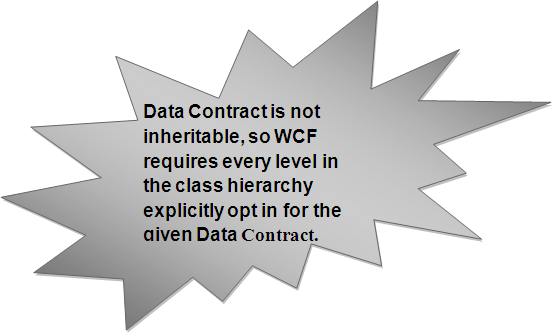 Data Contract is not
inheritable, so WCF
requires every level in
the class hierarchy
explicitly opt in for the
given Data Contract.